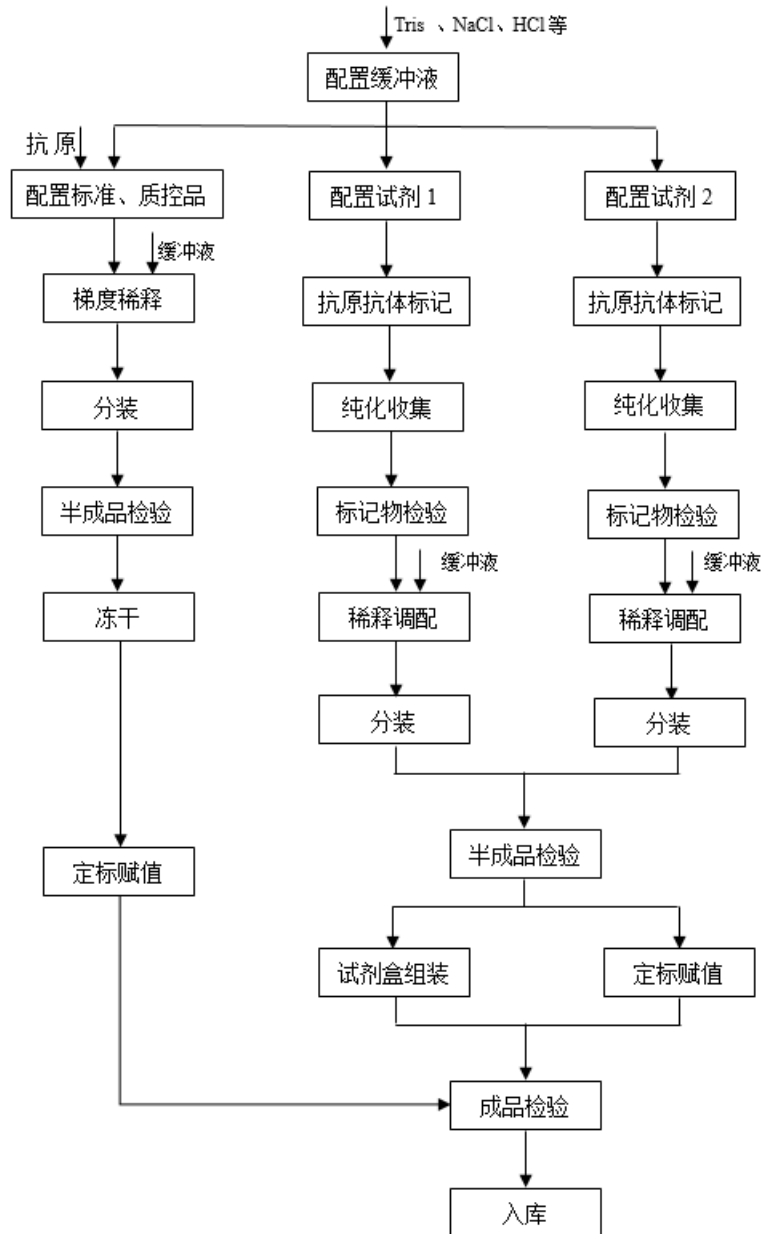 Tris 、NaCl、HCl等
配置缓冲液
抗 原
配置标准、质控品
配置试剂 1
配置试剂 2
缓冲液
梯度稀释
抗原抗体标记
抗原抗体标记
分装
纯化收集
纯化收集
半成品检验
标记物检验
标记物检验
缓冲液
缓冲液
冻干
稀释调配
稀释调配
分装
分装
半成品检验
定标赋值
试剂盒组装
定标赋值
成品检验
入库